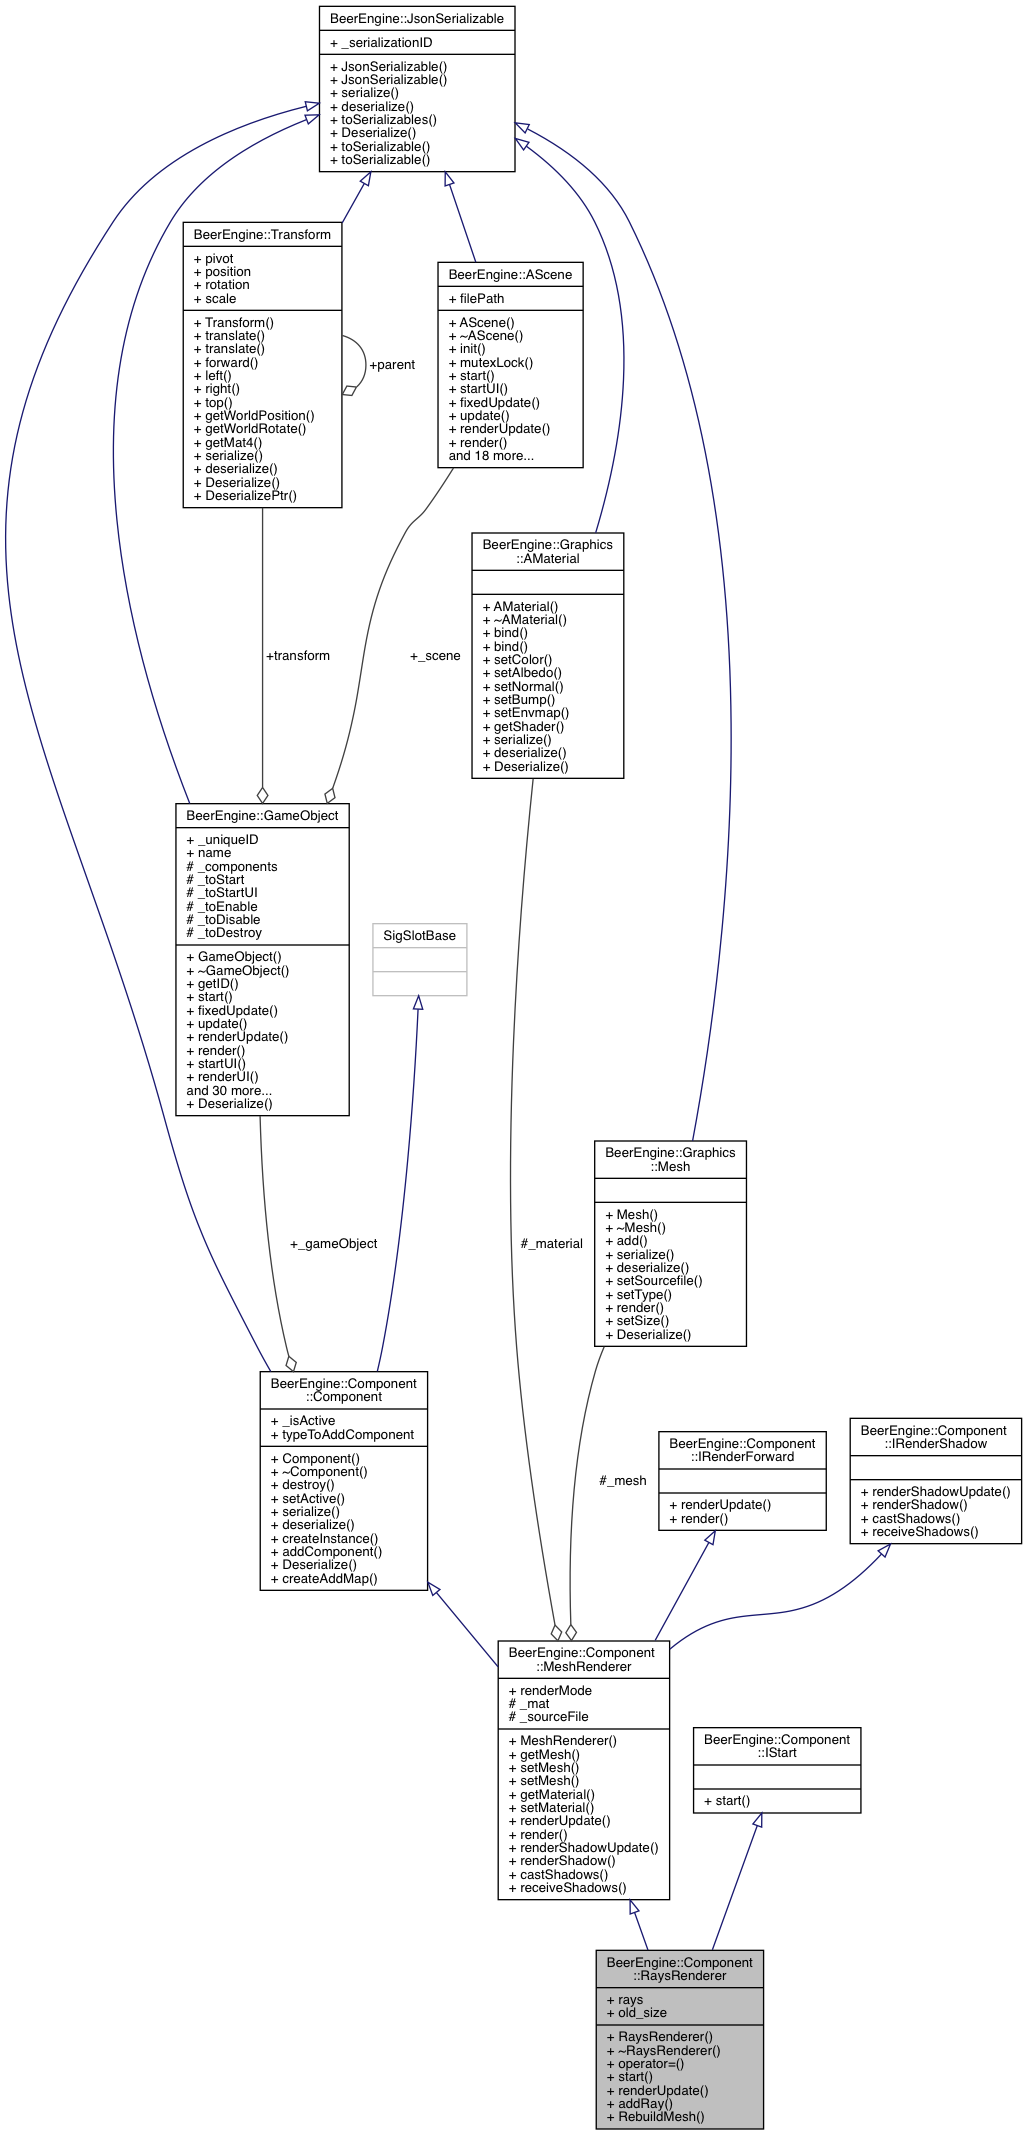 BeerEngine::JsonSerializable
+ _serializationID
+ JsonSerializable()
+ JsonSerializable()
+ serialize()
+ deserialize()
+ toSerializables()
+ Deserialize()
+ toSerializable()
+ toSerializable()
BeerEngine::Transform
+ pivot
+ position
+ rotation
+ scale
+ Transform()
+ translate()
+ translate()
+ forward()
+ left()
+ right()
+ top()
+ getWorldPosition()
+ getWorldRotate()
+ getMat4()
+ serialize()
+ deserialize()
+ Deserialize()
+ DeserializePtr()
+parent
BeerEngine::AScene
+ filePath
+ AScene()
+ ~AScene()
+ init()
+ mutexLock()
+ start()
+ startUI()
+ fixedUpdate()
+ update()
+ renderUpdate()
+ render()
and 18 more...
BeerEngine::Graphics
::AMaterial
+ AMaterial()
+ ~AMaterial()
+ bind()
+ bind()
+ setColor()
+ setAlbedo()
+ setNormal()
+ setBump()
+ setEnvmap()
+ getShader()
+ serialize()
+ deserialize()
+ Deserialize()
+transform
+_scene
BeerEngine::GameObject
+ _uniqueID
+ name
# _components
# _toStart
# _toStartUI
# _toEnable
# _toDisable
# _toDestroy
+ GameObject()
+ ~GameObject()
+ getID()
+ start()
+ fixedUpdate()
+ update()
+ renderUpdate()
+ render()
+ startUI()
+ renderUI()
and 30 more...
+ Deserialize()
SigSlotBase
BeerEngine::Graphics
::Mesh
+ Mesh()
+ ~Mesh()
+ add()
+ serialize()
+ deserialize()
+ setSourcefile()
+ setType()
+ render()
+ setSize()
+ Deserialize()
+_gameObject
#_material
BeerEngine::Component
::Component
+ _isActive
+ typeToAddComponent
+ Component()
+ ~Component()
+ destroy()
+ setActive()
+ serialize()
+ deserialize()
+ createInstance()
+ addComponent()
+ Deserialize()
+ createAddMap()
#_mesh
BeerEngine::Component
::IRenderForward
+ renderUpdate()
+ render()
BeerEngine::Component
::IRenderShadow
+ renderShadowUpdate()
+ renderShadow()
+ castShadows()
+ receiveShadows()
BeerEngine::Component
::MeshRenderer
+ renderMode
# _mat
# _sourceFile
+ MeshRenderer()
+ getMesh()
+ setMesh()
+ setMesh()
+ getMaterial()
+ setMaterial()
+ renderUpdate()
+ render()
+ renderShadowUpdate()
+ renderShadow()
+ castShadows()
+ receiveShadows()
BeerEngine::Component
::IStart
+ start()
BeerEngine::Component
::RaysRenderer
+ rays
+ old_size
+ RaysRenderer()
+ ~RaysRenderer()
+ operator=()
+ start()
+ renderUpdate()
+ addRay()
+ RebuildMesh()